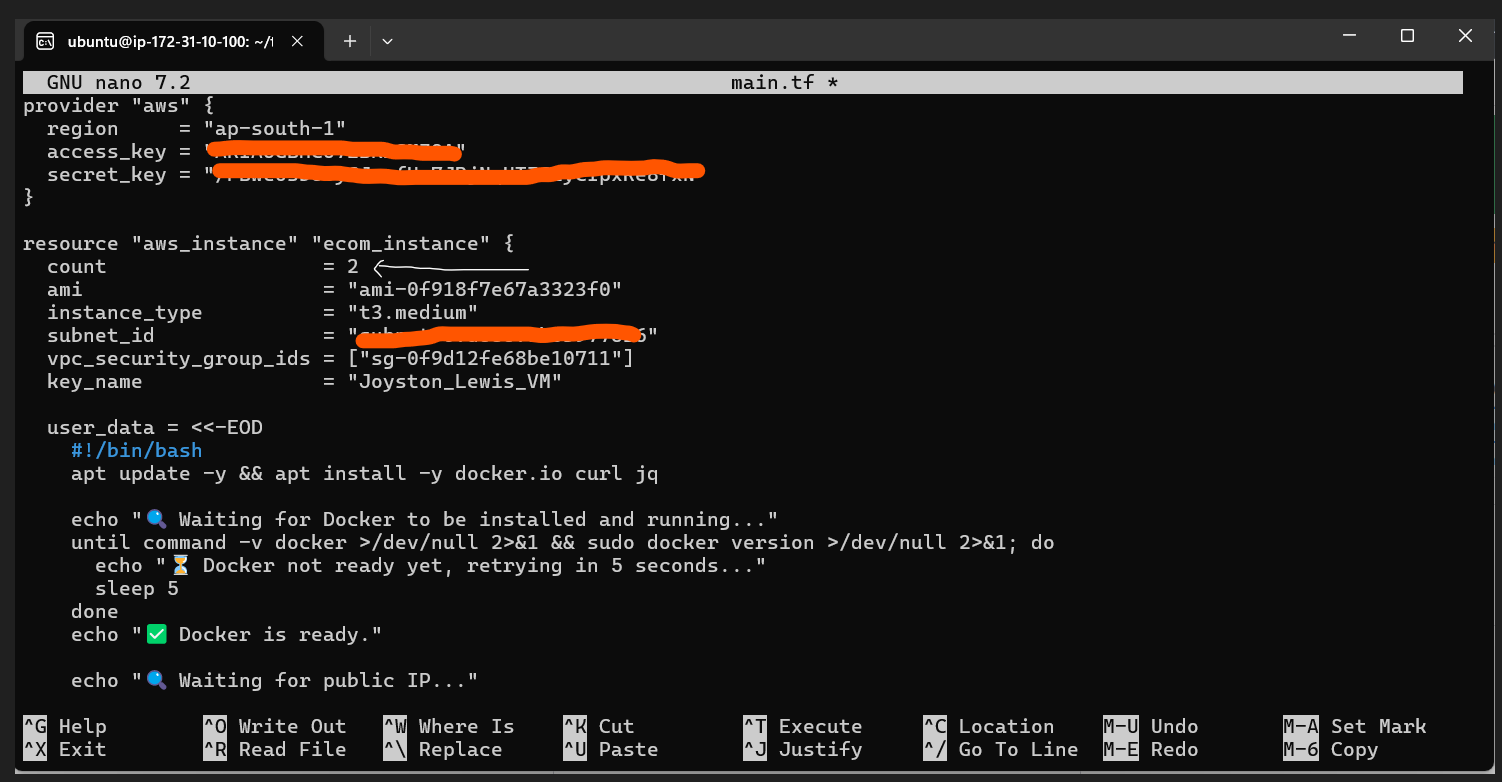 ubuntu@ip-172-31-10-100: ~/t
GNU nano 7.2 main.tf *
provider "aws" {
region = "ap-south-1"
access_key = "
secret_key = "
}
resource "aws_instance" "ecom_instance" {
count = 2
ami = "ami-0f918f7e67a3323f0"
instance_type = "t3.medium"
subnet_id = "
vpc_security_group_ids = ["sg-0f9d12fe68be10711"]
key_name = "Joyston_Lewis_VM"
user_data = <<-EOD
#!/bin/bash
apt update -y && apt install -y docker.io curl jq
echo "🔍 Waiting for Docker to be installed and running..."
until command -v docker >/dev/null 2>&1 && sudo docker version >/dev/null 2>&1; do
echo "⏳ Docker not ready yet, retrying in 5 seconds..."
sleep 5
done
echo "✅ Docker is ready."
echo "🔍 Waiting for public IP..."
^G Help ^O Write Out ^W Where Is ^K Cut ^T Execute ^C Location M-U Undo M-A Set Mark
^X Exit ^R Read File ^\ Replace ^U Paste ^J Justify ^/ Go To Line M-E Redo M-6 Copy